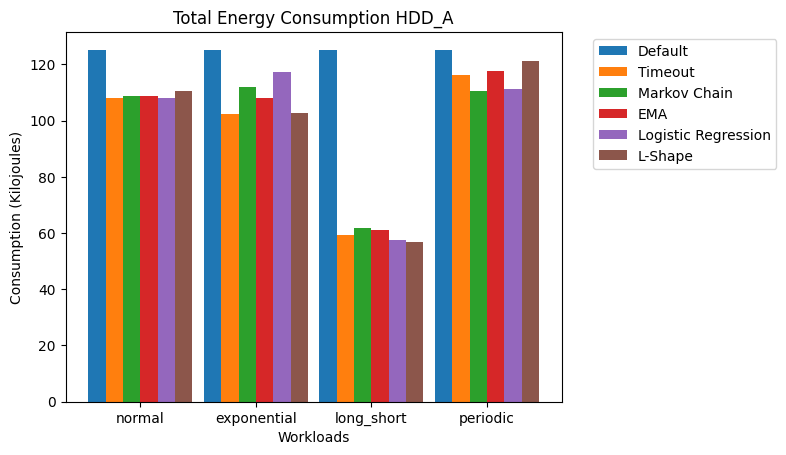 Total Energy Consumption HDD_A
Consumption (Kilojoules)
120
100
80
60
40
20
0
normal
exponential
long_short
periodic
Workloads
Default
Timeout
Markov Chain
EMA
Logistic Regression
L-Shape